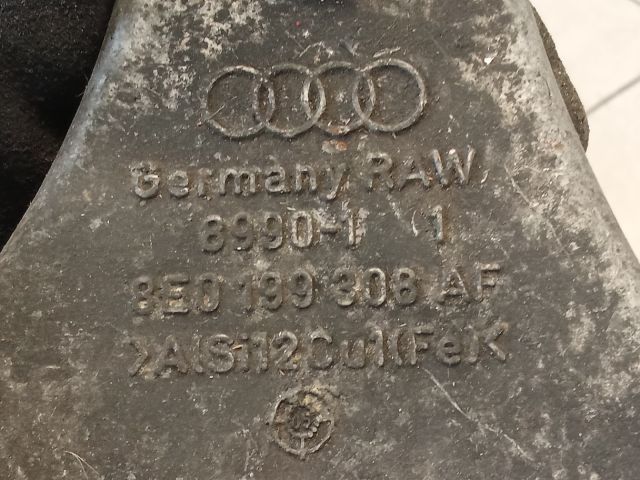 Germany RAW
8990-1 1
8E0 199 308 AF
>AlSi12Cu1(Fe)<